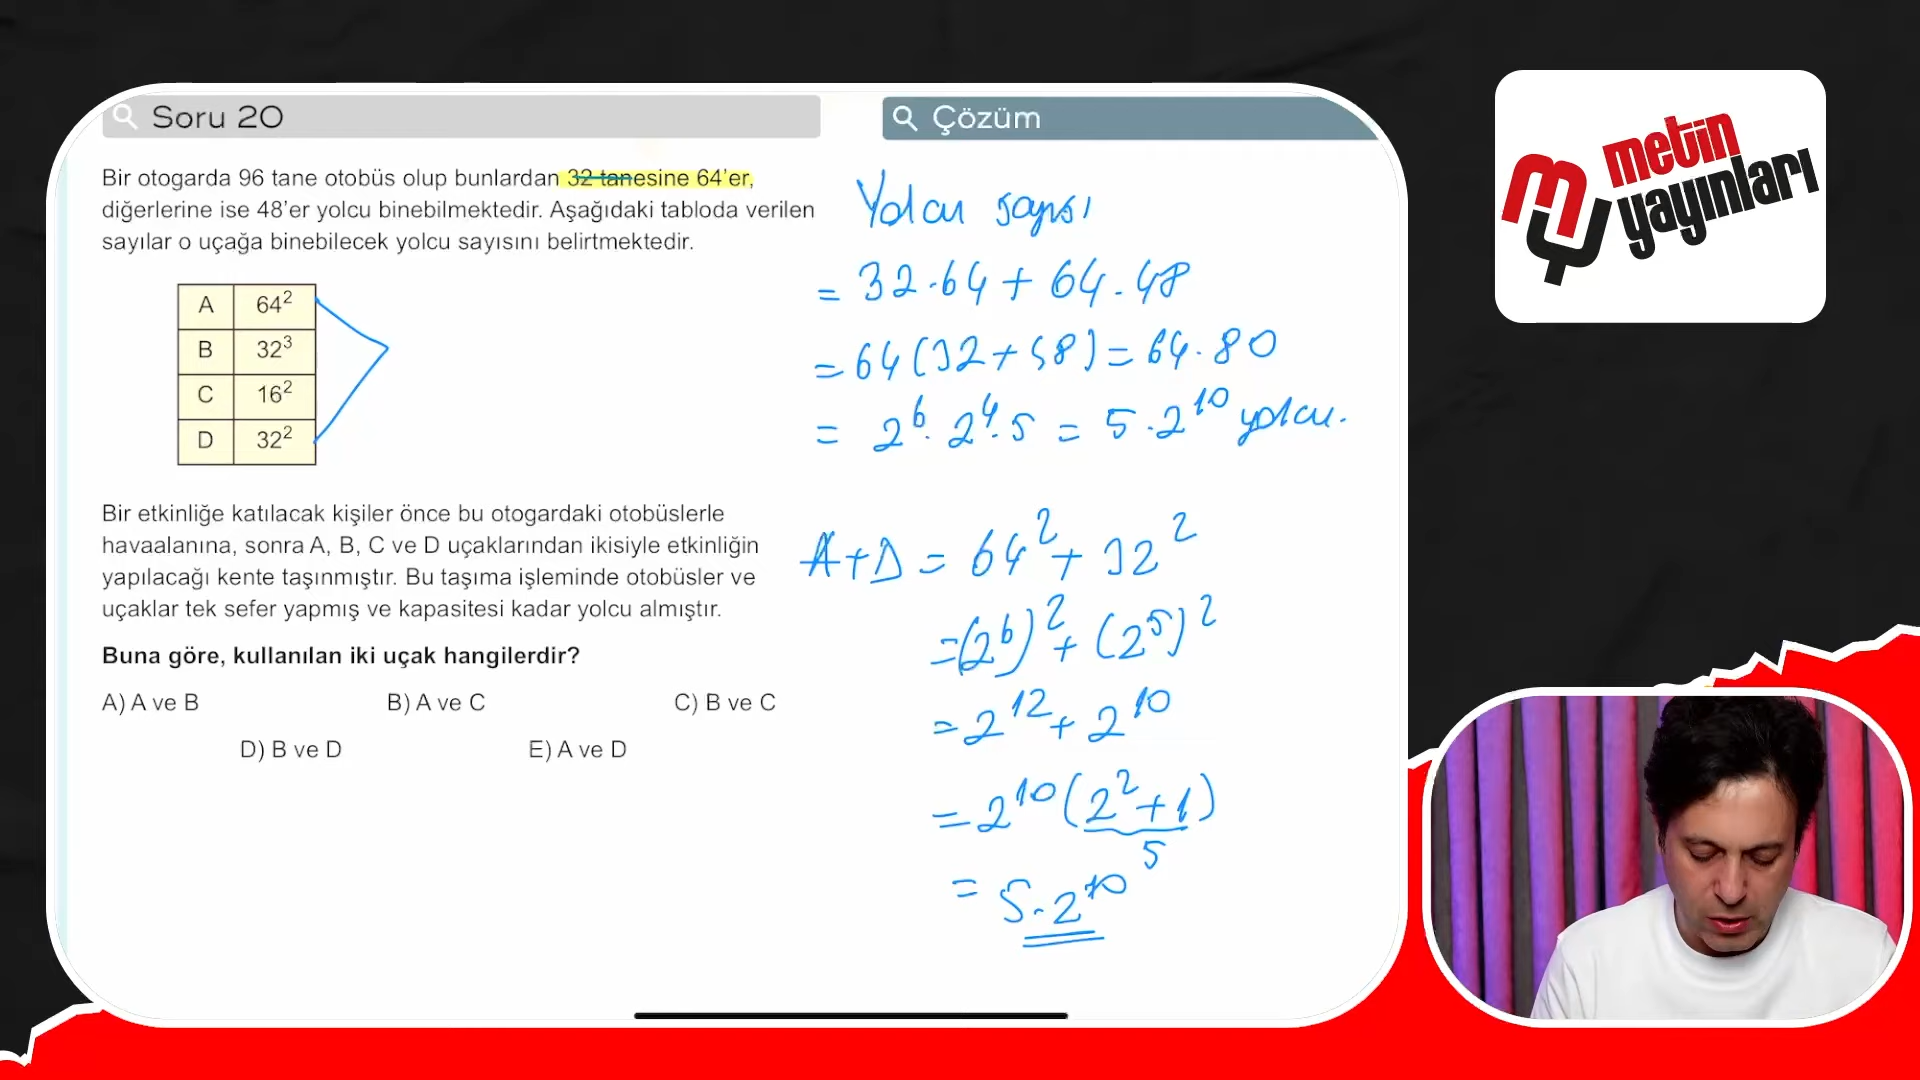 Soru 20
Bir otogarda 96 tane otobüs olup bunlardan 32 tanesine 64'er,
diğerlerine ise 48'er yolcu binebilmektedir. Aşağıdaki tabloda verilen
sayılar o uçağa binebilecek yolcu sayısını belirtmektedir.
A 64²
B 32³
C 16²
D 32²
Bir etkinliğe katılacak kişiler önce bu otogardaki otobüslerle
havaalanına, sonra A, B, C ve D uçaklarından ikisiyle etkinliğin
yapılacağı kente taşınmıştır. Bu taşıma işleminde otobüsler ve
uçaklar tek sefer yapmış ve kapasitesi kadar yolcu almıştır.
Buna göre, kullanılan iki uçak hangilerdir?
A) A ve B B) A ve C C) B ve C
D) B ve D E) A ve D
Çözüm
Yolcu sayısı
= 32.64 + 64.48
= 64(32+48) = 64.80
= 2⁶.2⁴.5 = 5.2¹⁰ yolcu.
A+D = 64² + 32²
= (2⁶)² + (2⁵)²
= 2¹² + 2¹⁰
= 2¹⁰(2²+1)
5
= 5.2¹⁰
metin
yayınları